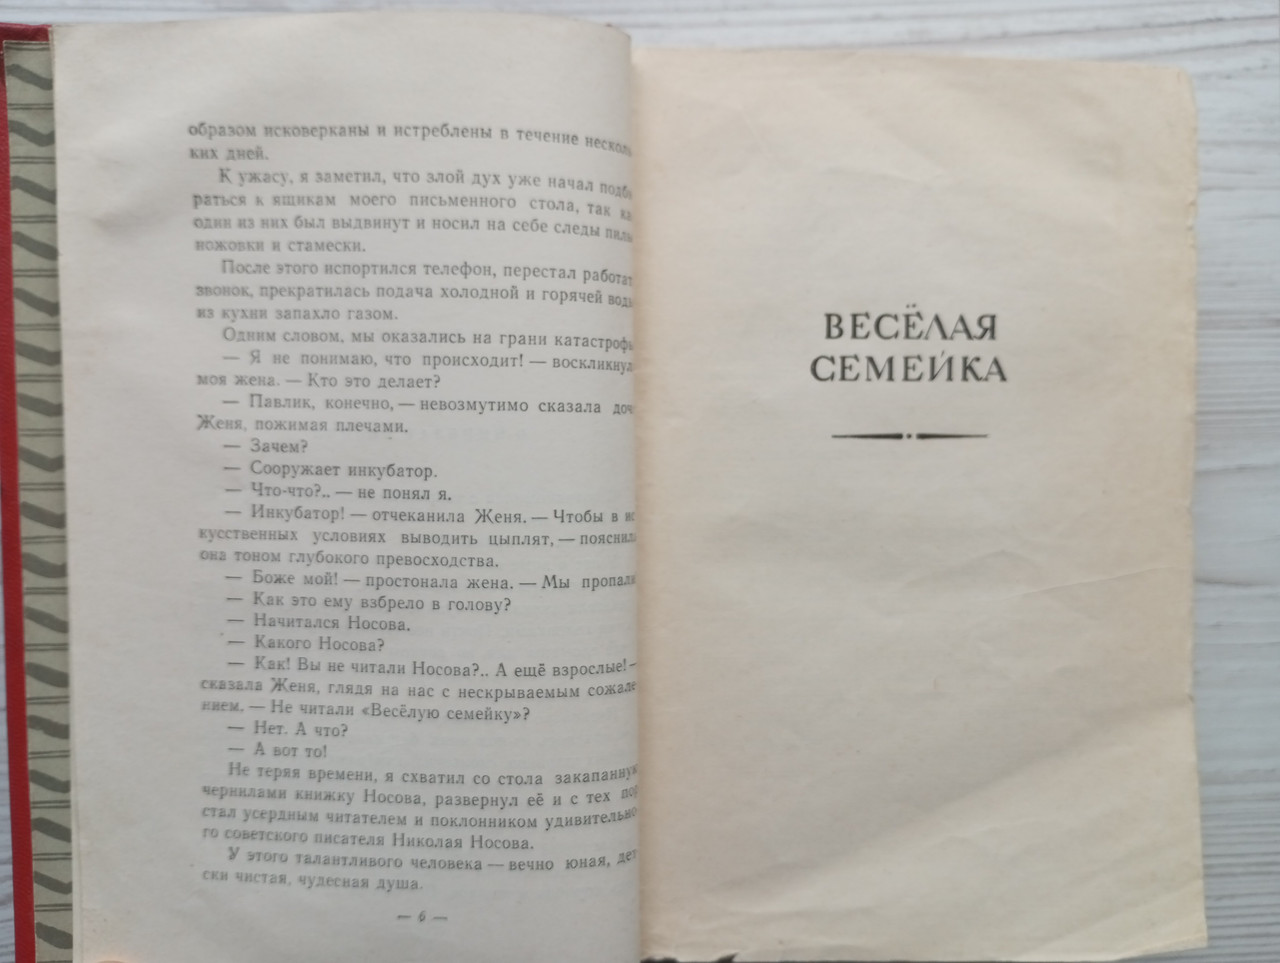 образом исковерканы и истреблены в течение несколь
ких дней.
К ужасу, я заметил, что злой дух уже начал подби
раться к ящикам моего письменного стола, так ка
один из них был выдвинут и носил на себе следы пилы
ножовки и стамески.
После этого испортился телефон, перестал работат
звонок, прекратилась подача холодной и горячей воды
из кухни запахло газом.
Одним словом, мы оказались на грани катастрофы
— Я не понимаю, что происходит! — воскликнула
моя жена. — Кто это делает?
— Павлик, конечно, — невозмутимо сказала доч
Женя, пожимая плечами.
— Зачем?
— Сооружает инкубатор.
— Что-что?.. — не понял я.
— Инкубатор! — отчеканила Женя. — Чтобы в ис
кусственных условиях выводить цыплят, — пояснила
она тоном глубокого превосходства.
— Боже мой! — простонала жена. — Мы пропали
— Как это ему взбрело в голову?
— Начитался Носова.
— Какого Носова?
— Как! Вы не читали Носова?.. А ещё взрослые! —
сказала Женя, глядя на нас с нескрываемым сожале
нием. — Не читали «Весёлую семейку»?
— Нет. А что?
— А вот то!
Не теряя времени, я схватил со стола закапанную
чернилами книжку Носова, развернул её и с тех пор
стал усердным читателем и поклонником удивительно
го советского писателя Николая Носова.
У этого талантливого человека — вечно юная, дет
ски чистая, чудесная душа.
— 6 —
ВЕСЁЛАЯ
СЕМЕЙКА